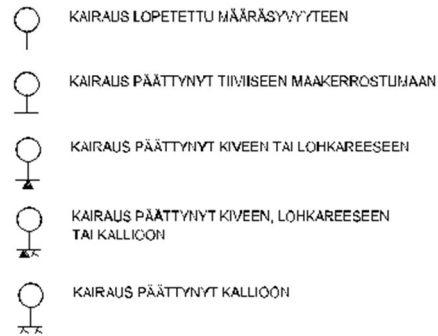 KAIRAUS LOPETETTU MÄÄRÄSYVYYTEEN
KAIRAUS PÄÄTTYNYT TIIVIISEEN MAAKERROSTUMAAN
KAIRAUS PÄÄTTYNYT KIVEEN TAI LOHKAREESEEN
KAIRAUS PÄÄTTYNYT KIVEEN, LOHKAREESEEN
TAI KALLIOON
KAIRAUS PÄÄTTYNYT KALLIOON